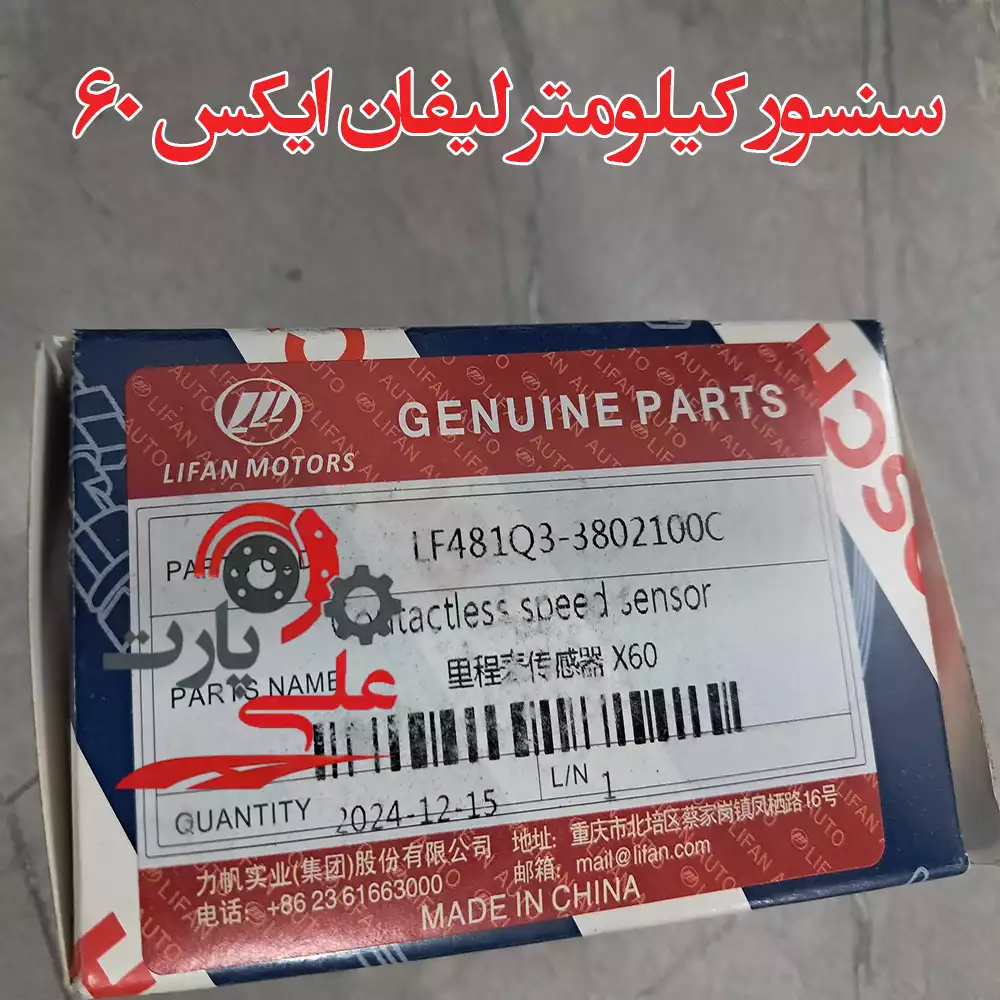 سنسور کیلومتر لیفان ایکس ۶۰
GENUINE PARTS
LIFAN MOTORS
LF481Q3-3802100C
speed sensor
PARTS NAME
里程表传感器 X60
علی پارت
QUANTITY 2024-12-15 L/N 1
力帆实业(集团)股份有限公司 地址: 重庆市北培区蔡家岗镇凤栖路16号
电话: +86 23 61663000 邮箱: mail@lifan.com
MADE IN CHINA